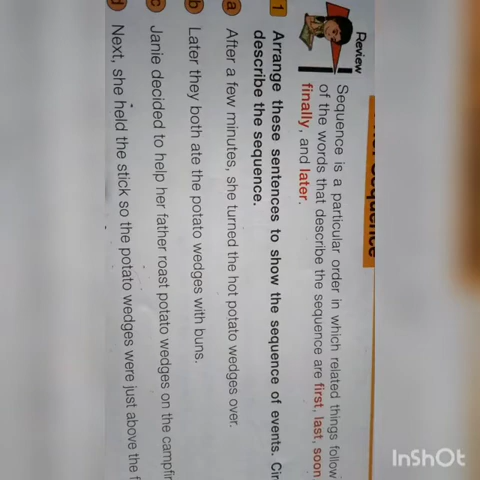 Sequence
Review
Sequence is a particular order in which related things follow
of the words that describe the sequence are first, last, soon
finally, and later.
1 Arrange these sentences to show the sequence of events.
describe the sequence.
a After a few minutes, she turned the hot potato wedges over.
b Later they both ate the potato wedges with buns.
c Janie decided to help her father roast potato wedges on the
d Next, she held the stick so the potato wedges were just above the
InShOt